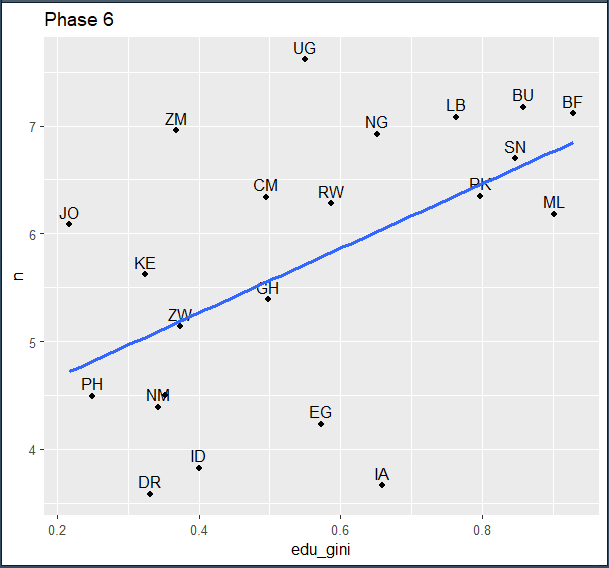 Phase 6
UG
BU
BF
LB
ZM
NG
7
SN
CM
PK
RW
ML
JO
6
KE
n
GH
ZW
5
PH
NM
EG
4
ID
IA
DR
0.2
0.4
0.6
0.8
edu_gini